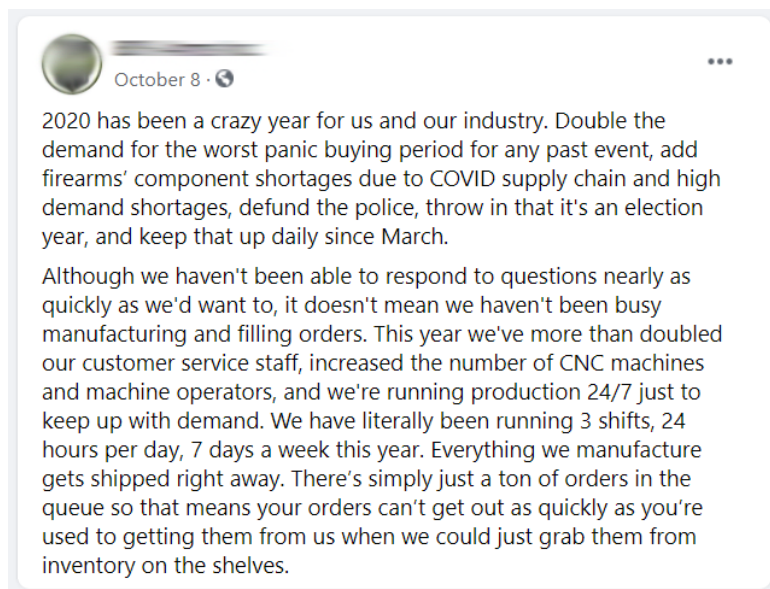 October 8 ·
2020 has been a crazy year for us and our industry. Double the
demand for the worst panic buying period for any past event, add
firearms’ component shortages due to COVID supply chain and high
demand shortages, defund the police, throw in that it's an election
year, and keep that up daily since March.
Although we haven't been able to respond to questions nearly as
quickly as we'd want to, it doesn't mean we haven't been busy
manufacturing and filling orders. This year we've more than doubled
our customer service staff, increased the number of CNC machines
and machine operators, and we're running production 24/7 just to
keep up with demand. We have literally been running 3 shifts, 24
hours per day, 7 days a week this year. Everything we manufacture
gets shipped right away. There’s simply just a ton of orders in the
queue so that means your orders can’t get out as quickly as you’re
used to getting them from us when we could just grab them from
inventory on the shelves.